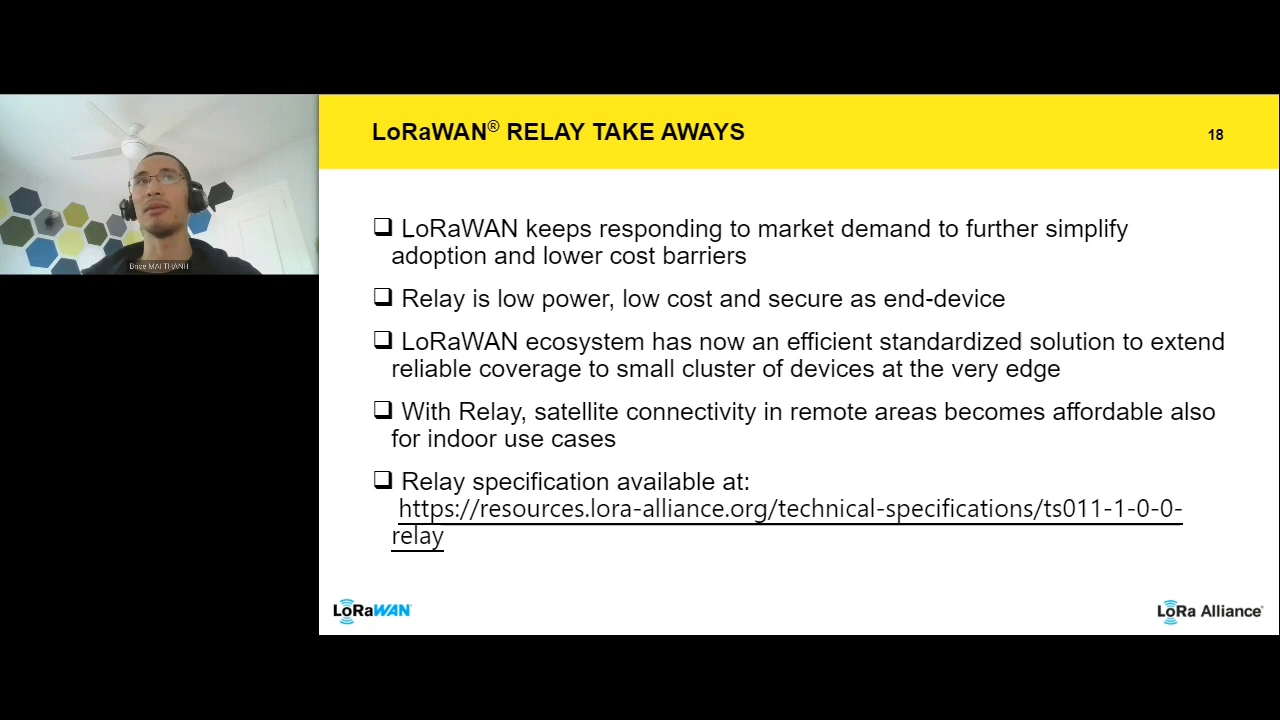 LoRaWAN® RELAY TAKE AWAYS
18
Brice MAI THANH
LoRaWAN keeps responding to market demand to further simplify
adoption and lower cost barriers
Relay is low power, low cost and secure as end-device
LoRaWAN ecosystem has now an efficient standardized solution to extend
reliable coverage to small cluster of devices at the very edge
With Relay, satellite connectivity in remote areas becomes affordable also
for indoor use cases
Relay specification available at:
https://resources.lora-alliance.org/technical-specifications/ts011-1-0-0-
relay
LoRaWAN
LoRa Alliance